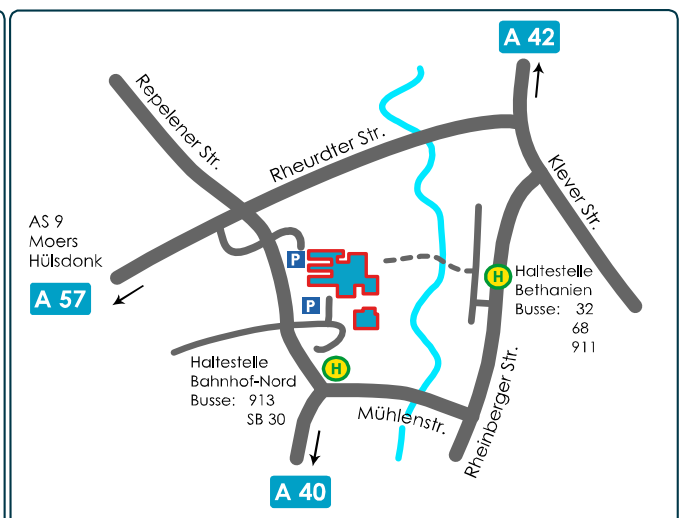 A 42
Repelener Str.
Rheurdter Str.
Klever Str.
AS 9
Moers
Hülsdonk
A 57
P
P
H
Haltestelle
Bethanien
Busse: 32
68
911
Haltestelle
Bahnhof-Nord
Busse: 913
SB 30
H
Mühlenstr.
Rheinberger Str.
A 40